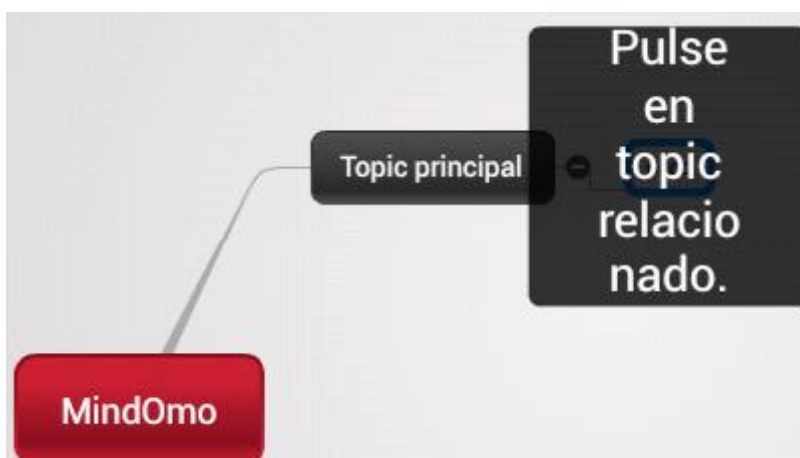 Pulse
en
topic
relacio
nado.
Topic principal
MindOmo